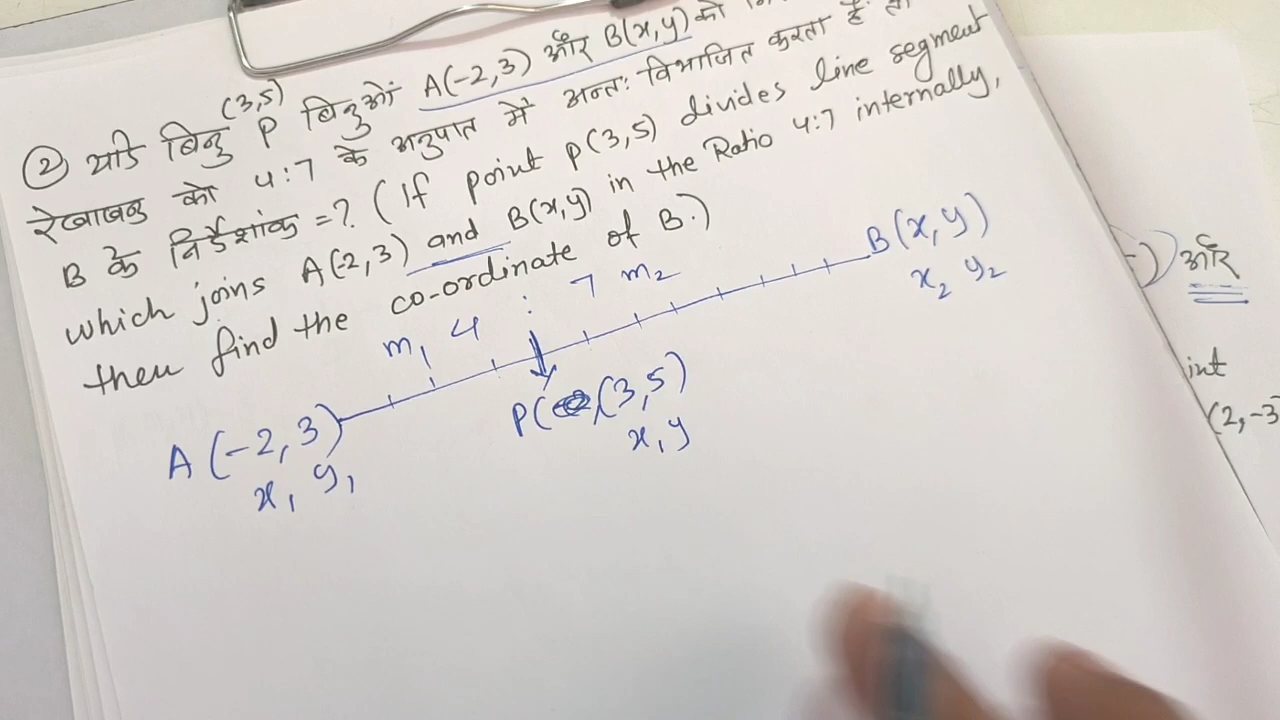 (3,5)
② यदि बिन्दु P बिन्दुओं A(-2,3) और B(x,y) को
रेखाखण्ड को 4:7 के अनुपात में अन्तः विभाजित करता है तो
B के निर्देशांक =? (If point P(3,5) divides line segment
which joins A(-2,3) and B(x,y) in the Ratio 4:7 internally,
then find the co-ordinate of B.)
m₁ 4 : 7 m₂
B(x,y)
x₂ y₂
P((3,5)
x,y
A(-2,3)
x₁ y₁
-) और
int
(2,-3